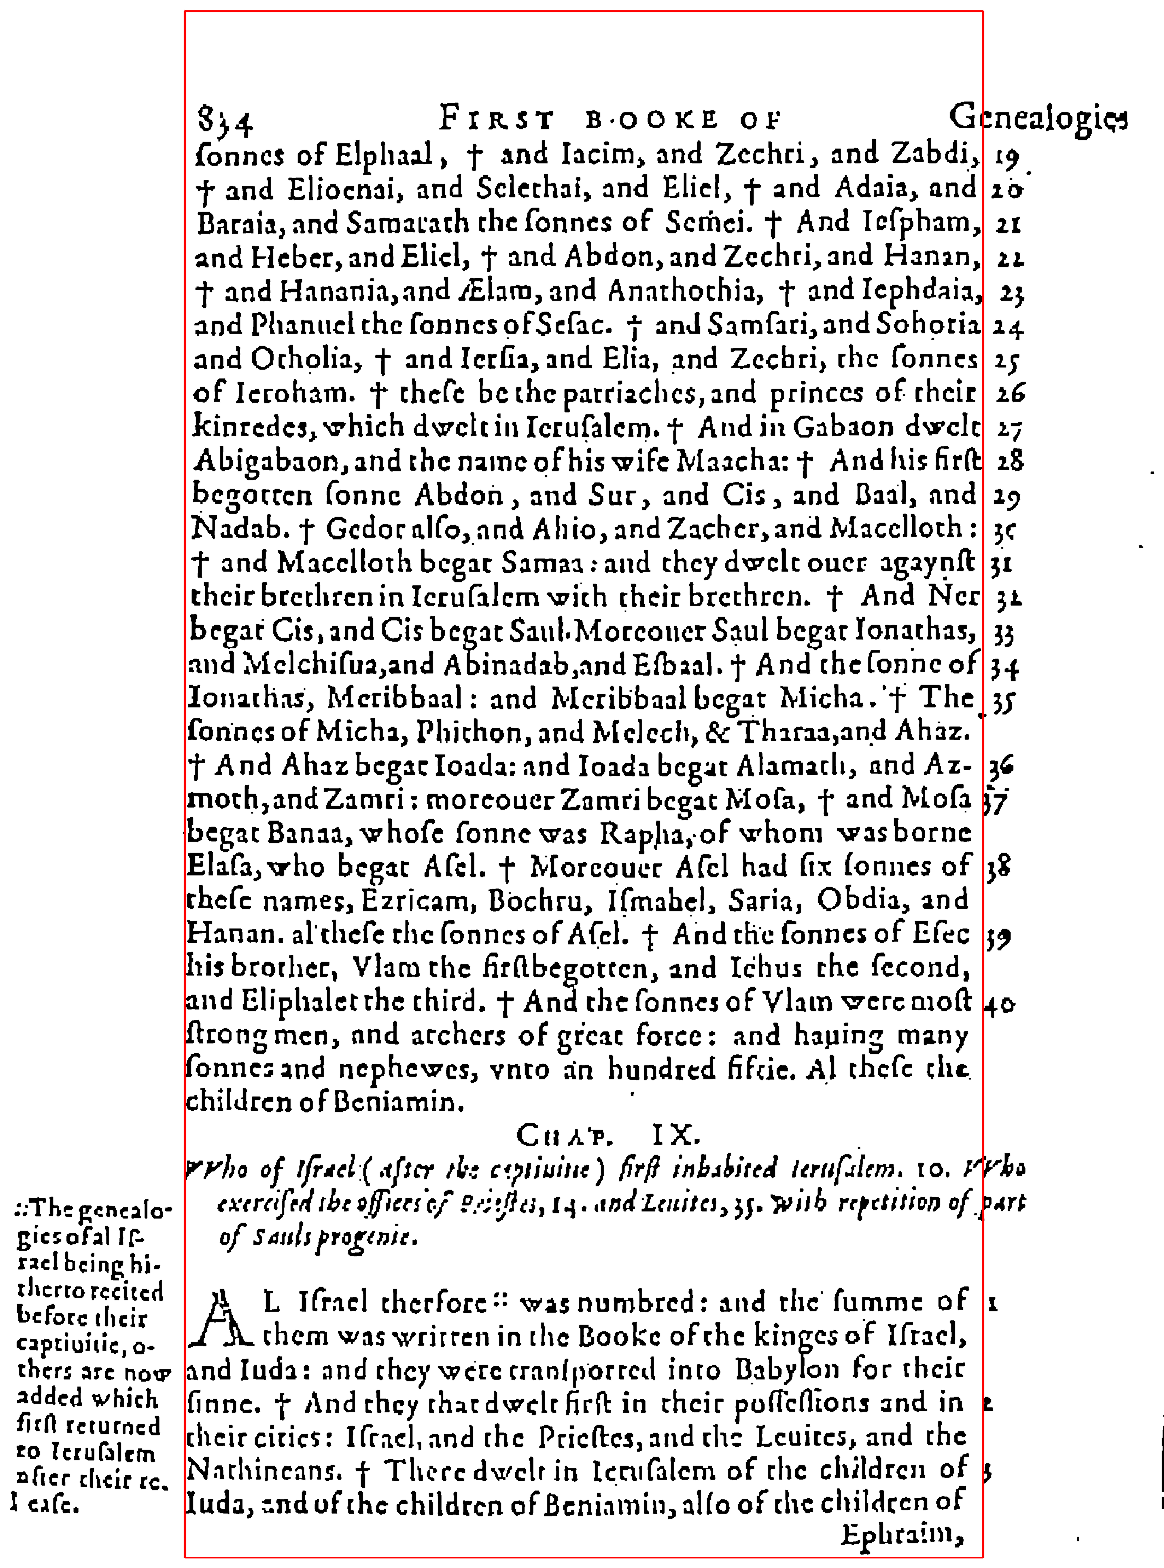 834 FIRST BOOKE OF Genealogies
ſonnes of Elphaal, † and Iacim, and Zechri, and Zabdi, 19
† and Elioenai, and Selethai, and Eliel, † and Adaia, and 20
Baraia, and Samarath the ſonnes of Semei. † And Ieſpham, 21
and Heber, and Eliel, † and Abdon, and Zechri, and Hanan, 22
† and Hanania, and Ælam, and Anathothia, † and Iephdaia, 23
and Phanuel the ſonnes of Seſac. † and Samſari, and Sohoria 24
and Otholia, † and Ierſia, and Elia, and Zechri, the ſonnes 25
of Ieroham. † theſe be the patriaches, and princes of their 26
kinredes, which dwelt in Ieruſalem. † And in Gabaon dwelt 27
Abigabaon, and the name of his wife Maacha: † And his firſt 28
begotten ſonne Abdon, and Sur, and Cis, and Baal, and 29
Nadab. † Gedor alſo, and Ahio, and Zacher, and Macelloth: 30
† and Macelloth begat Samaa: and they dwelt ouer agaynſt 31
their brethren in Ieruſalem with their brethren. † And Ner 32
begat Cis, and Cis begat Saul. Moreouer Saul begat Ionathas, 33
and Melchiſua, and Abinadab, and Eſbaal. † And the ſonne of 34
Ionathas, Meribbaal: and Meribbaal begat Micha. † The 35
ſonnes of Micha, Phithon, and Melech, & Tharaa, and Ahaz.
† And Ahaz begat Ioada: and Ioada begat Alamath, and Az- 36
moth, and Zamri: moreouer Zamri begat Moſa, † and Moſa 37
begat Banaa, whoſe ſonne was Rapha, of whom was borne
Elaſa, who begat Aſel. † Moreouer Aſel had ſix ſonnes of 38
theſe names, Ezricam, Bochru, Iſmahel, Saria, Obdia, and
Hanan. al theſe the ſonnes of Aſel. † And the ſonnes of Eſec 39
his brother, Vlam the firſtbegotten, and Iehus the ſecond,
and Eliphalet the third. † And the ſonnes of Vlam were moſt 40
ſtrong men, and archers of great force: and hauing many
ſonnes and nephewes, vnto an hundred fiftie. Al theſe the
children of Beniamin.
CHAP. IX.
VVho of Iſrael (after the captiuitie) firſt inhabited Ieruſalem. 10. VVho
exerciſed the offices of Prieſtes, 14. and Leuites, 35. With repetition of part
of Sauls progenie.
AL Iſrael therfore :: was numbred: and the ſumme of 1
them was written in the Booke of the kinges of Iſrael,
and Iuda: and they were tranſported into Babylon for their
ſinne. † And they that dwelt firſt in their poſſeſſions and in 2
their cities: Iſrael, and the Prieſtes, and the Leuites, and the
Nathineans. † There dwelt in Ieruſalem of the children of 3
Iuda, and of the children of Beniamin, alſo of the children of
Ephraim,
:: The genealo-
gies of al Iſ-
rael being hi-
therto recited
before their
captiuitie, o-
thers are now
added which
firſt returned
to Ieruſalem
after their re-
leaſe.